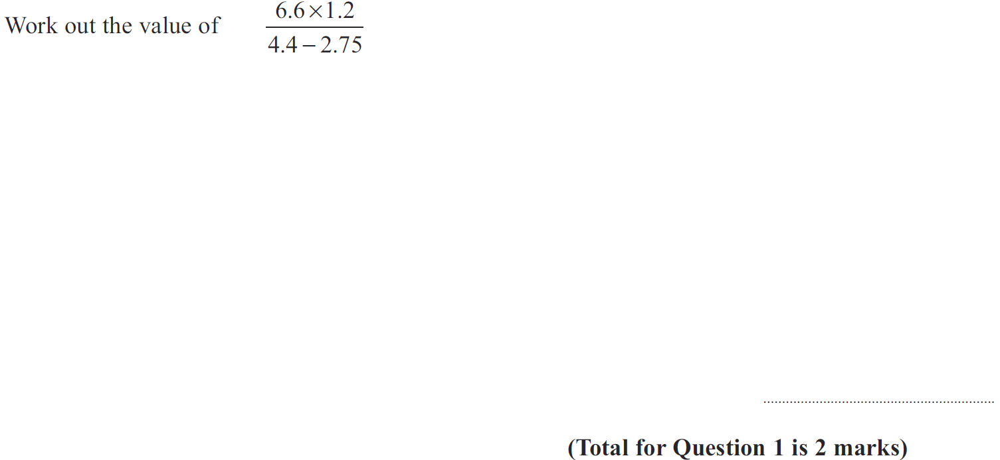 Work out the value of 6.6×1.2
4.4 – 2.75
(Total for Question 1 is 2 marks)